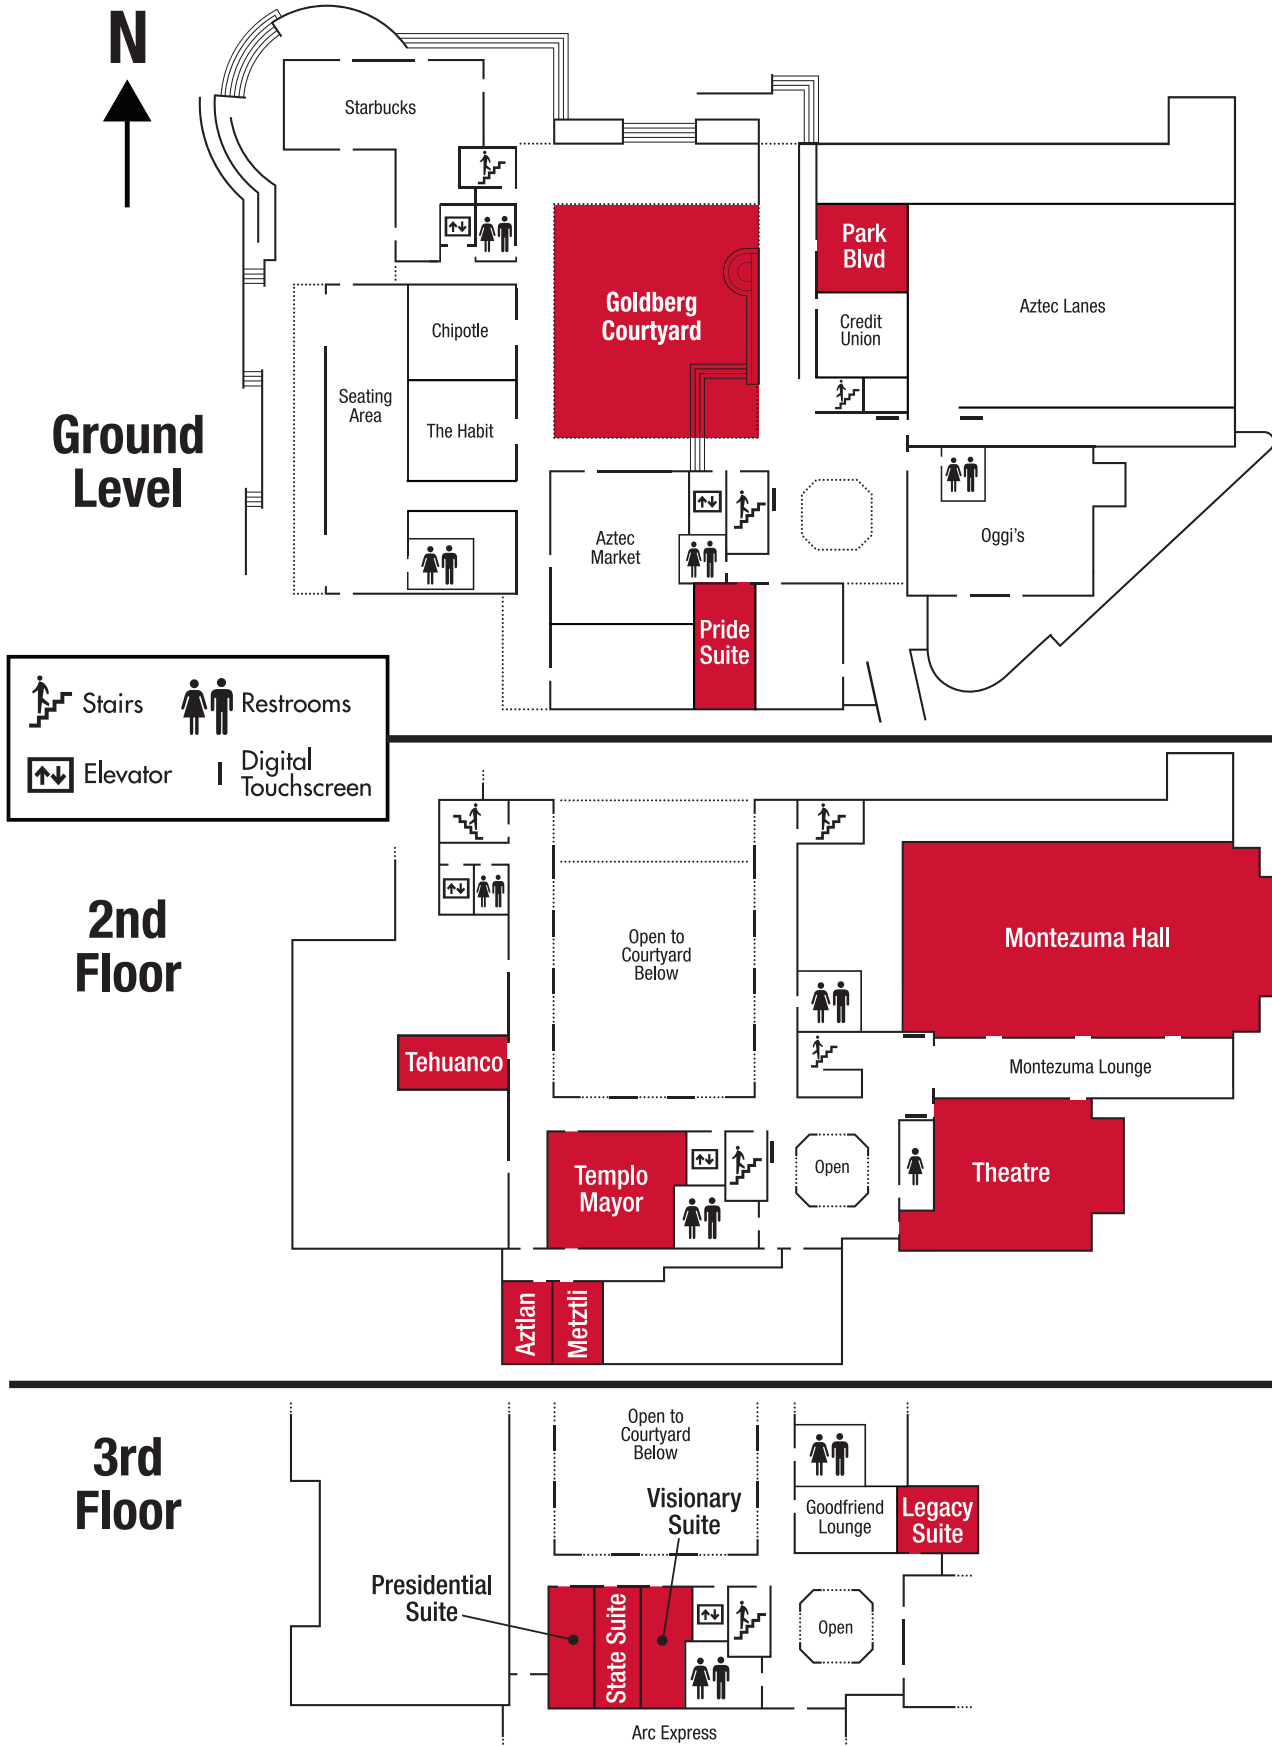 N
Starbucks
Park
Blvd
Goldberg
Courtyard
Aztec Lanes
Chipotle
Credit
Union
Seating
Area
The Habit
Ground
Level
Aztec
Market
Oggi's
Pride
Suite
Stairs
Restrooms
Elevator
Digital
Touchscreen
2nd
Floor
Open to
Courtyard
Below
Montezuma Hall
Tehuanco
Montezuma Lounge
Templo
Mayor
Open
Theatre
Aztlan
Metztli
3rd
Floor
Open to
Courtyard
Below
Visionary
Suite
Goodfriend
Lounge
Legacy
Suite
Presidential
Suite
State Suite
Open
Arc Express